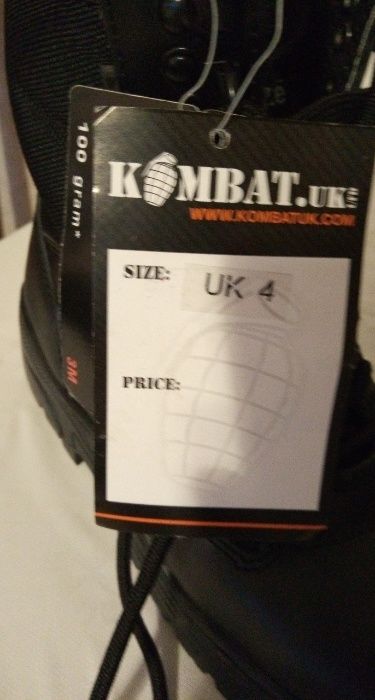 KOMBAT.UK
WWW.KOMBATUK.COM
SIZE: UK 4
PRICE:
100 gram*
3M